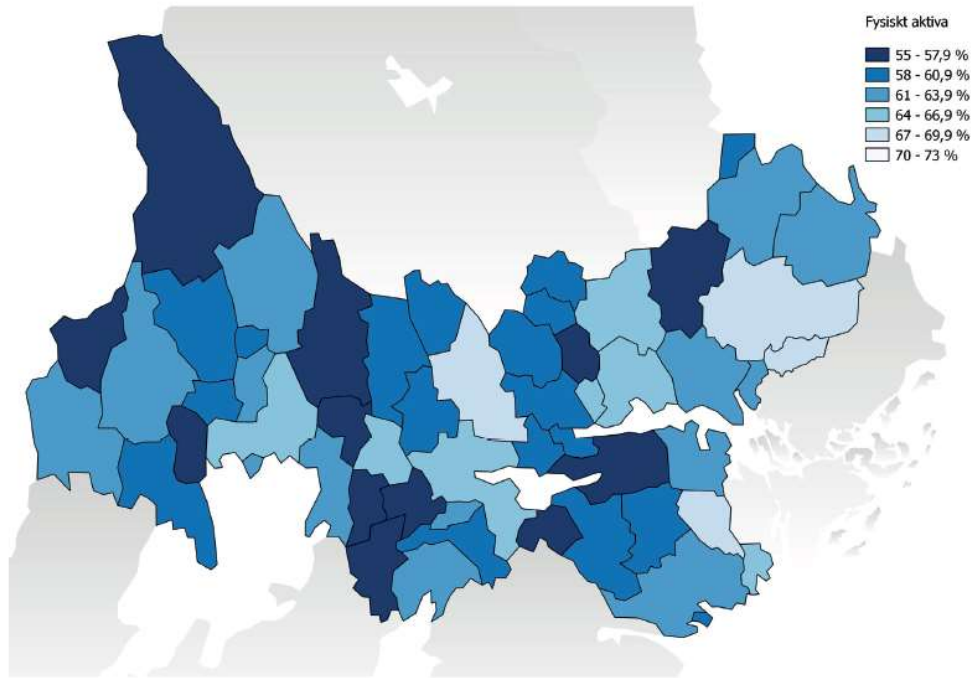 Fysiskt aktiva
55 - 57,9 %
58 - 60,9 %
61 - 63,9 %
64 - 66,9 %
67 - 69,9 %
70 - 73 %